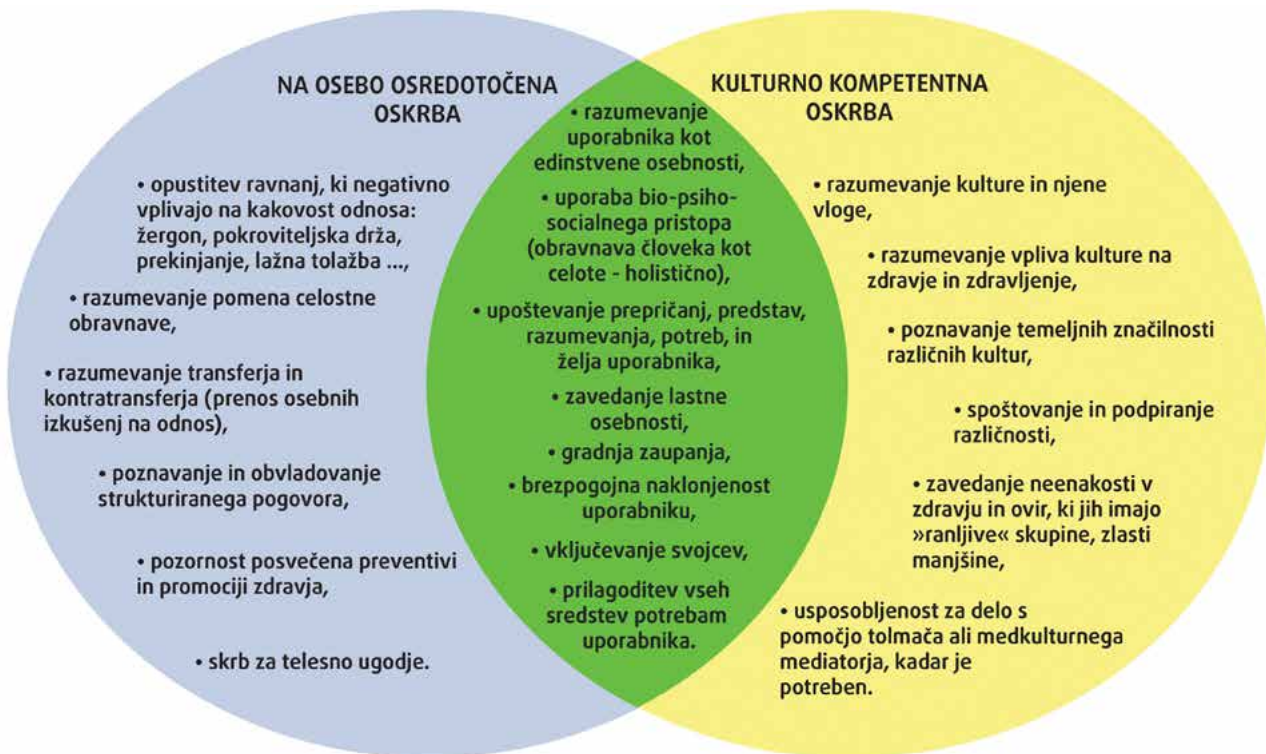 NA OSEBO OSREDOTOČENA
OSKRBA
• opustitev ravnanj, ki negativno
vplivajo na kakovost odnosa:
žergon, pokroviteljska drža,
prekinjanje, lažna tolažba ...,
• razumevanje pomena celostne
obravnave,
• razumevanje transferja in
kontratransferja (prenos osebnih
izkušenj na odnos),
• poznavanje in obvladovanje
strukturiranega pogovora,
• pozornost posvečena preventivi
in promociji zdravja,
• skrb za telesno ugodje.
• razumevanje
uporabnika kot
edinstvene osebnosti,
• uporaba bio-psiho-
socialnega pristopa
(obravnava človeka kot
celote - holistično),
• upoštevanje prepričanj, predstav,
razumevanja, potreb, in
želja uporabnika,
• zavedanje lastne
osebnosti,
• gradnja zaupanja,
• brezpogojna naklonjenost
uporabniku,
• vključevanje svojcev,
• prilagoditev vseh
sredstev potrebam
uporabnika.
KULTURNO KOMPETENTNA
OSKRBA
• razumevanje kulture in njene
vloge,
• razumevanje vpliva kulture na
zdravje in zdravljenje,
• poznavanje temeljnih značilnosti
različnih kultur,
• spoštovanje in podpiranje
različnosti,
• zavedanje neenakosti v
zdravju in ovir, ki jih imajo
»ranljive« skupine, zlasti
manjšine,
• usposobljenost za delo s
pomočjo tolmača ali medkulturnega
mediatorja, kadar je
potreben.